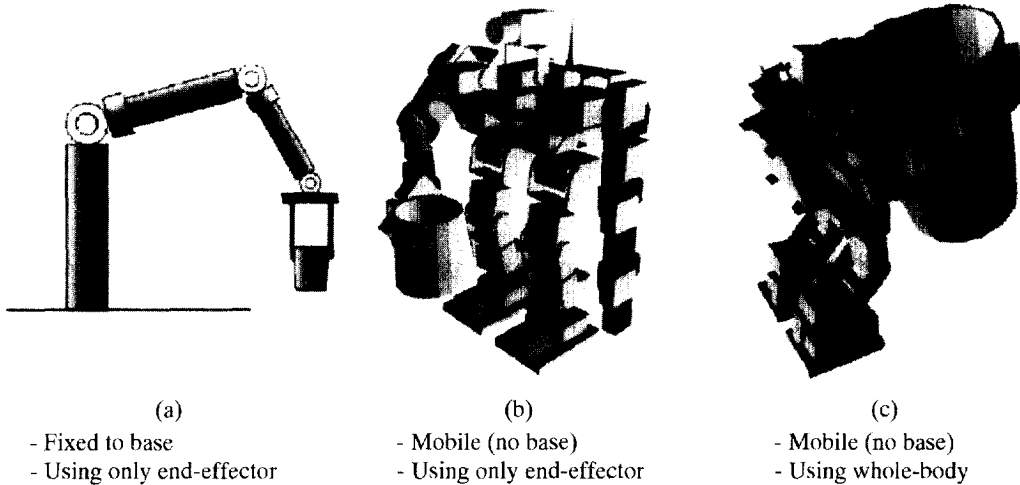 (a)
- Fixed to base
- Using only end-effector
(b)
- Mobile (no base)
- Using only end-effector
(c)
- Mobile (no base)
- Using whole-body